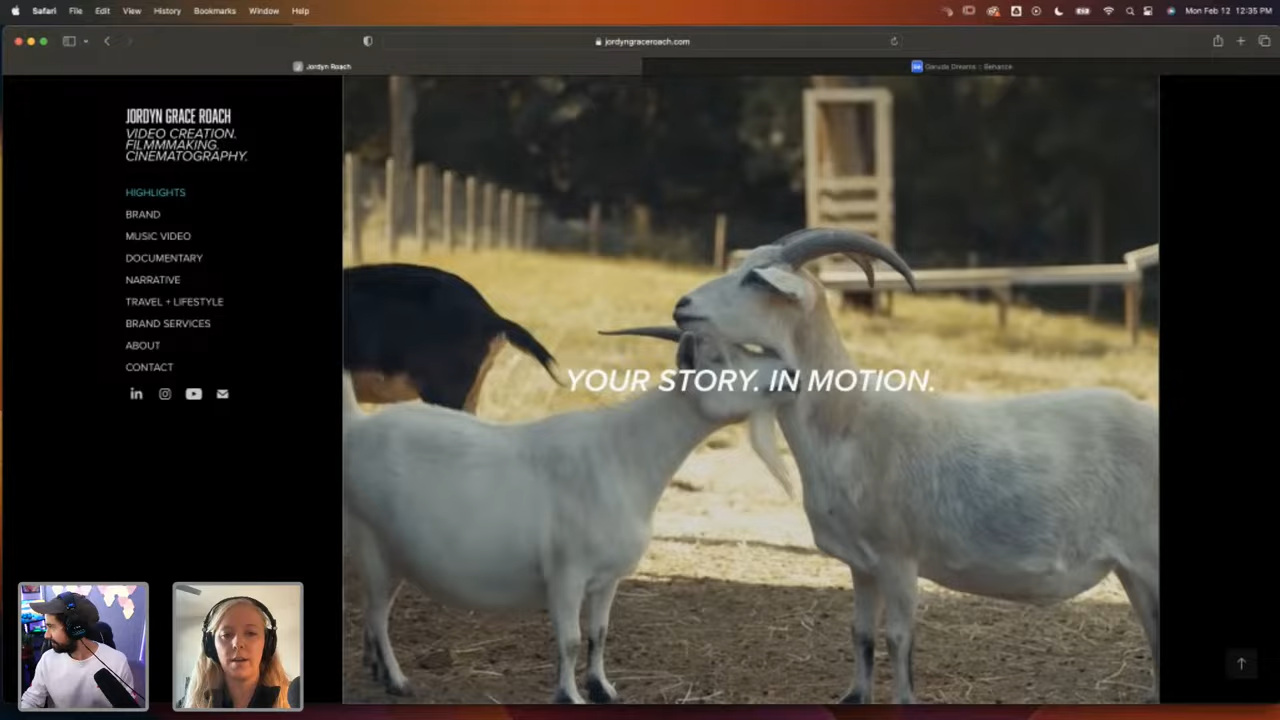 Safari File Edit View History Bookmarks Window Help Mon Feb 12 12:35 PM
jordyngraceroach.com
Jordyn Roach
Garuda Dreams :: Behance
JORDYN GRACE ROACH
VIDEO CREATION.
FILMMMAKING.
CINEMATOGRAPHY.
HIGHLIGHTS
BRAND
MUSIC VIDEO
DOCUMENTARY
NARRATIVE
TRAVEL + LIFESTYLE
BRAND SERVICES
ABOUT
CONTACT
YOUR STORY. IN MOTION.